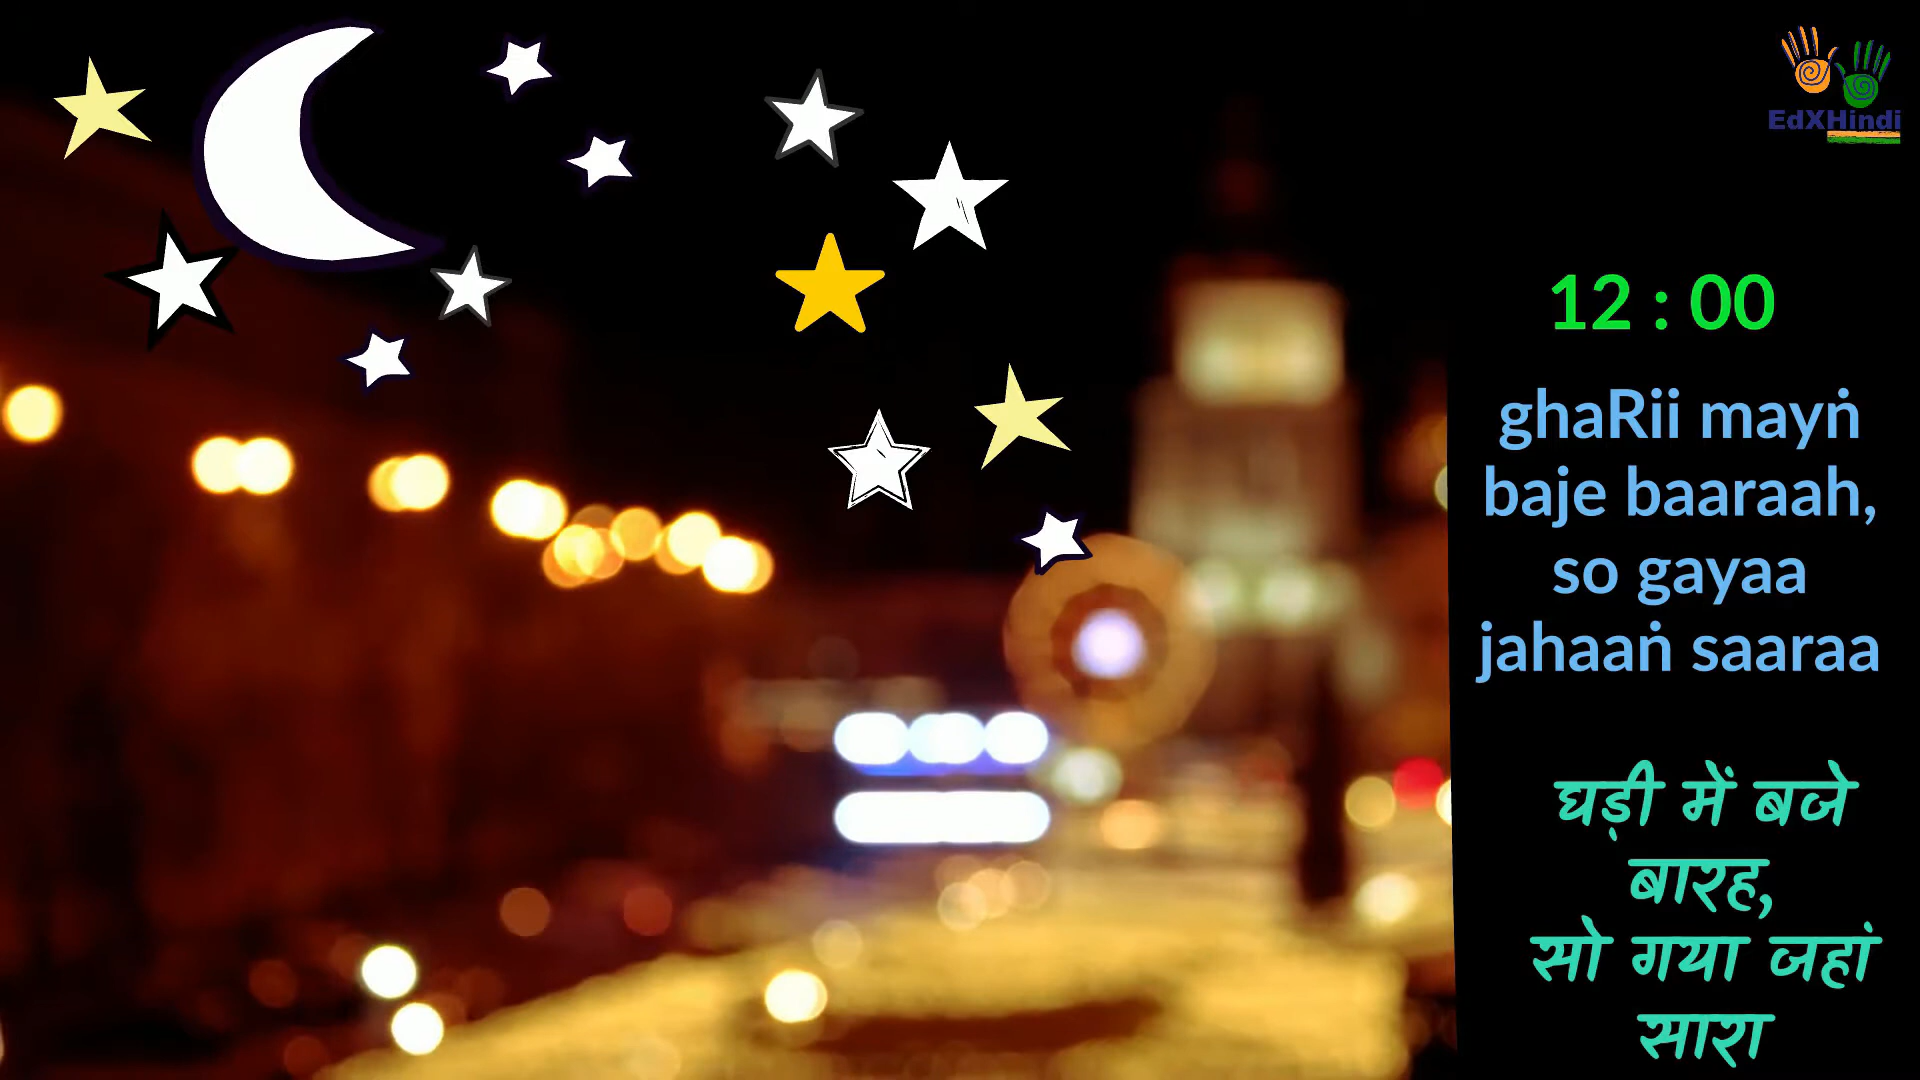 EdXHindi
12 : 00
ghaRii mayṅ
baje baaraah,
so gayaa
jahaaṅ saaraa
घड़ी में बजे
बारह,
सो गया जहां
सारा